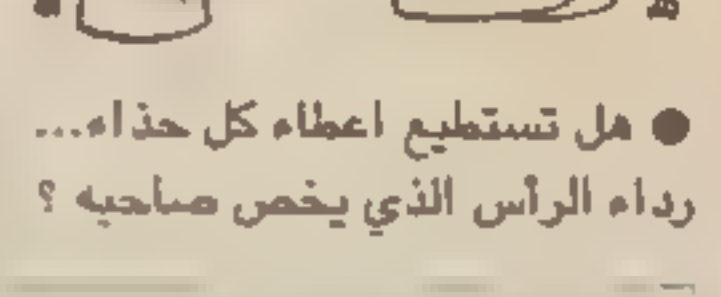 ● هل تستطيع اعطاء كل حذاء...
رداء الرأس الذي يخص صاحبه ؟